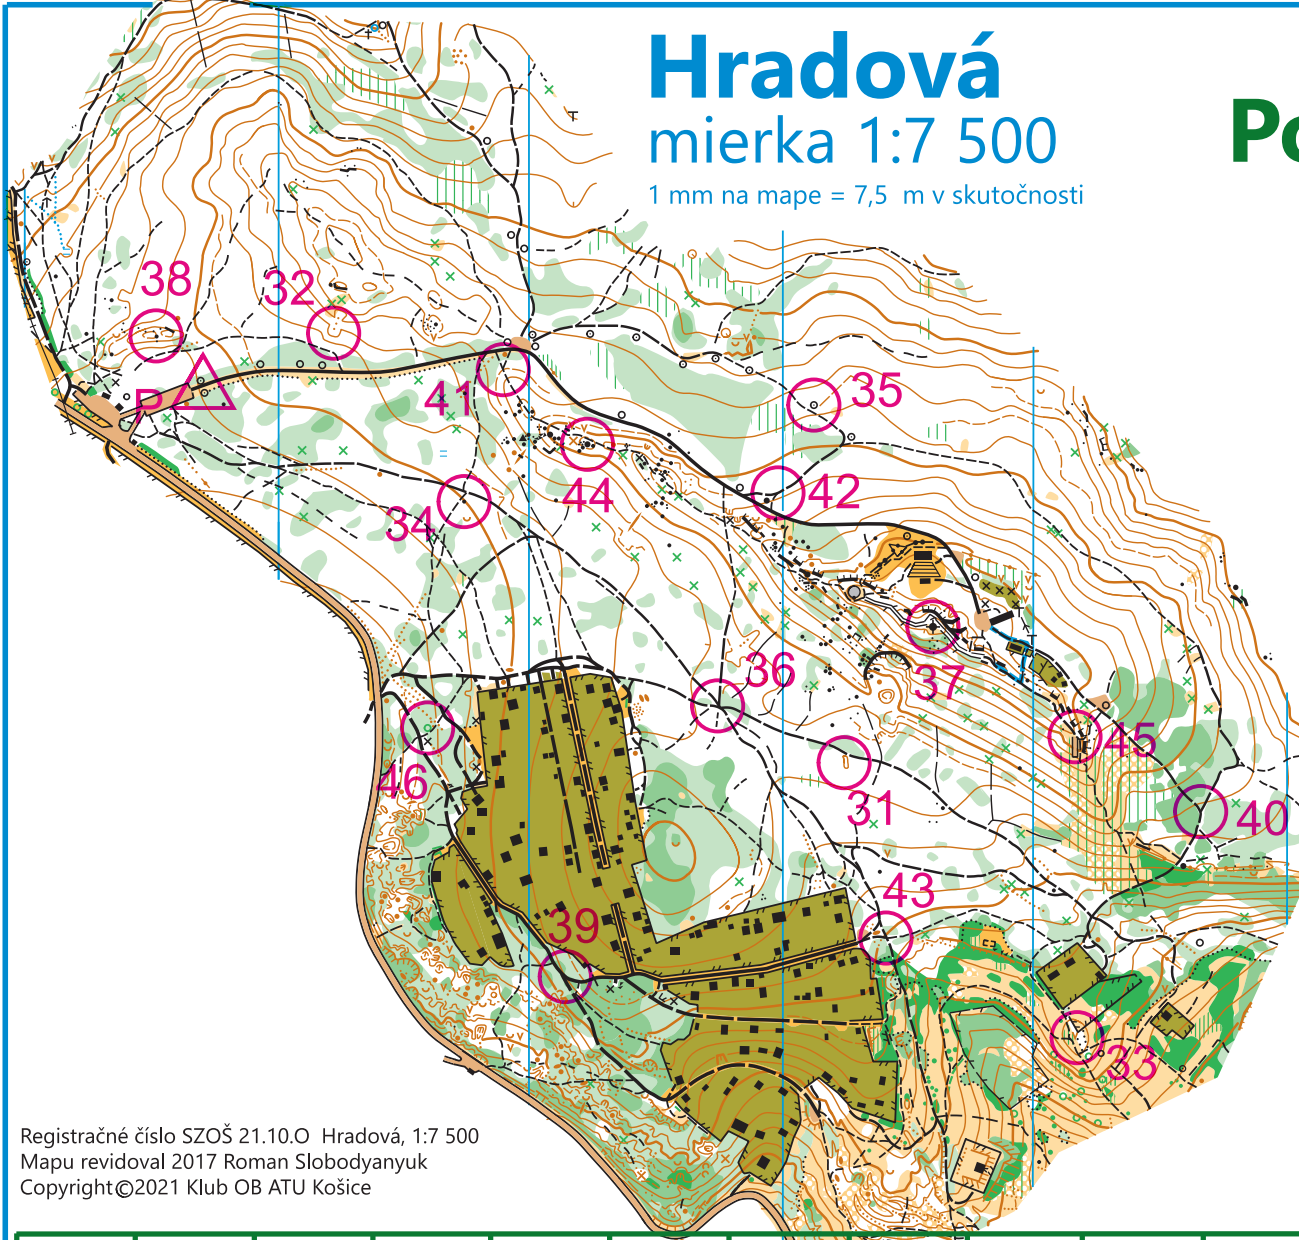 Hradová
Po
mierka 1:7 500
1 mm na mape = 7,5 m v skutočnosti
38
32
41
35
P
44
42
34
36
37
45
46
31
40
43
39
33
Registračné číslo SZOŠ 21.10.O Hradová, 1:7 500
Mapu revidoval 2017 Roman Slobodyanyuk
Copyright©2021 Klub OB ATU Košice